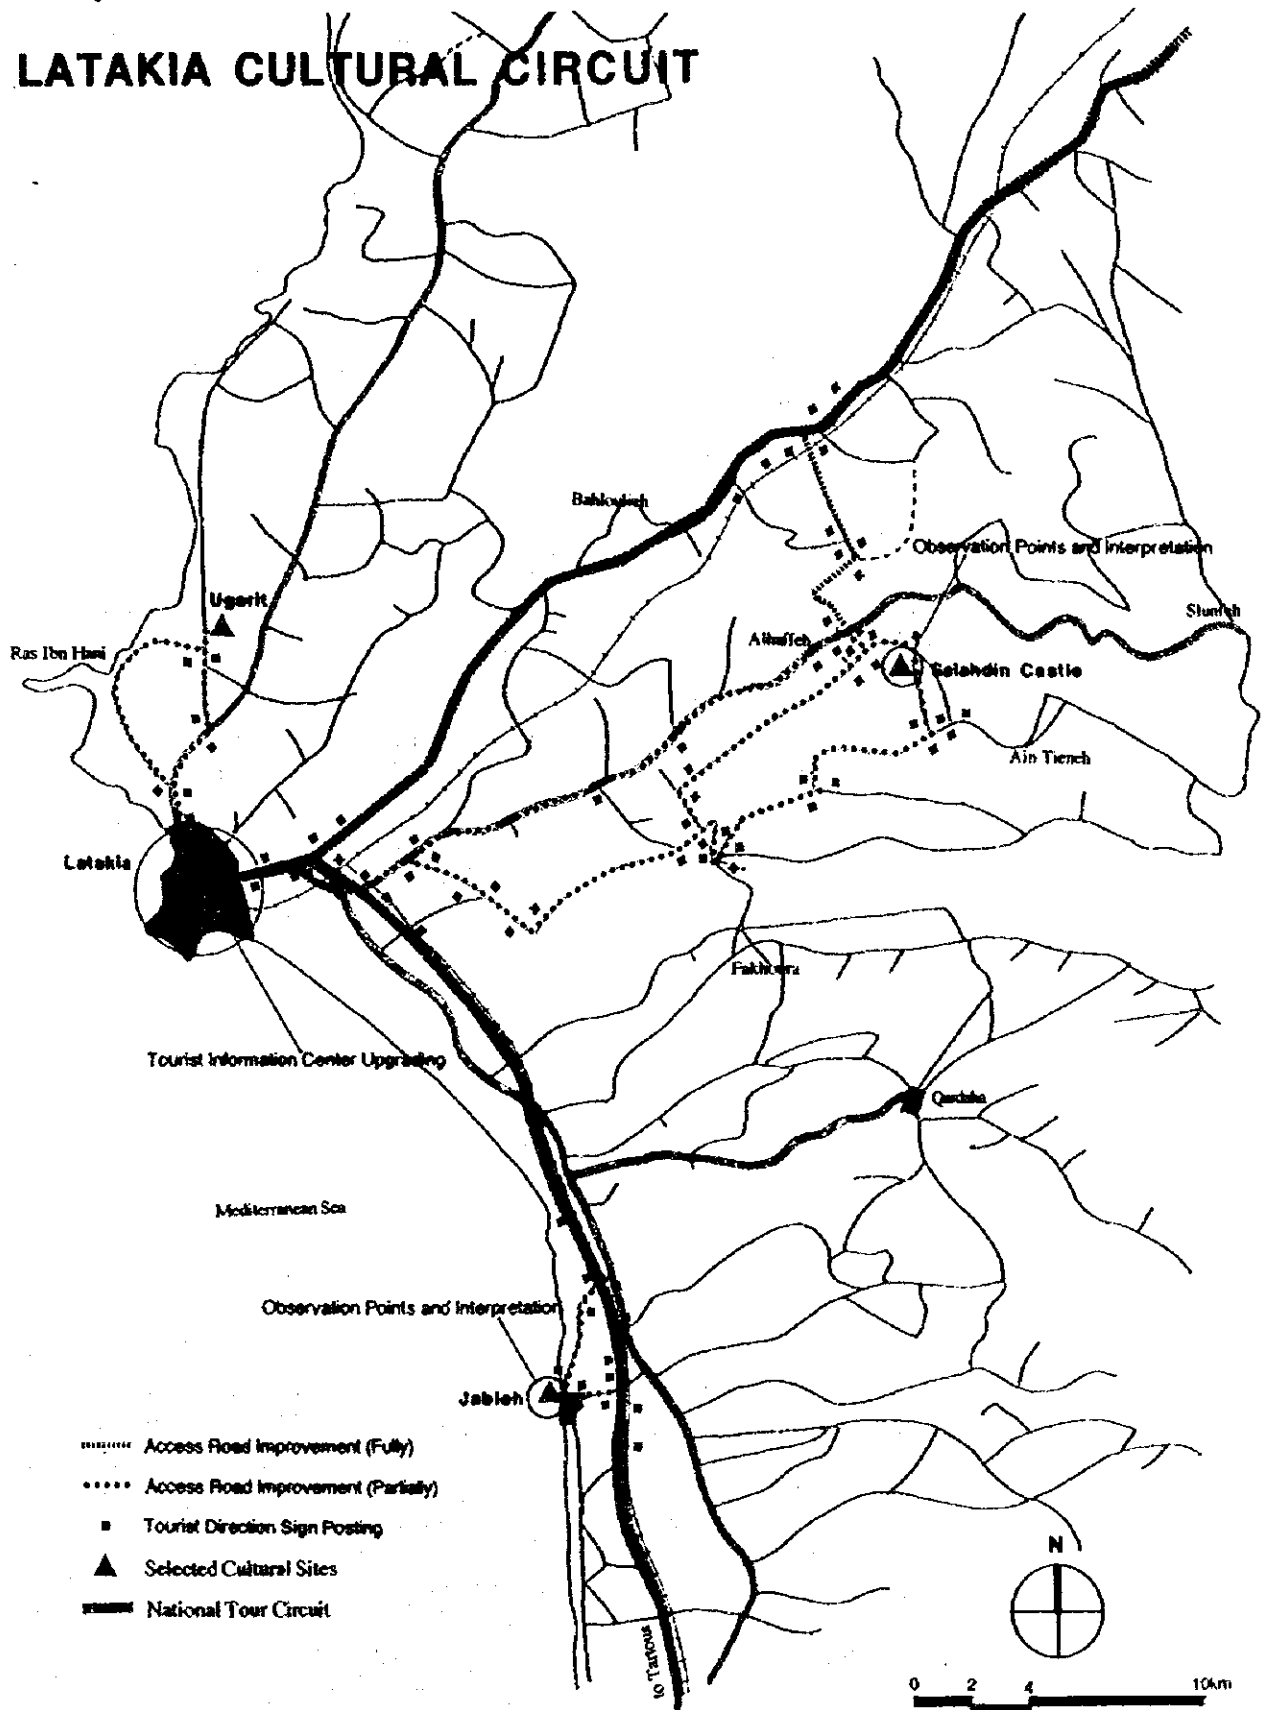 LATAKIA CULTURAL CIRCUIT
Bahloulieh
Observation Points and Interpretation
Ugarit
Slunfeh
Ras Ibn Hani
Alhaffeh
Salahdin Castle
Ain Tieneh
Latakia
Fakhoura
Tourist Information Center Upgrading
Qardaha
Mediterranean Sea
Observation Points and Interpretation
Jableh
Access Road Improvement (Fully)
Access Road Improvement (Partially)
Tourist Direction Sign Posting
Selected Cultural Sites
National Tour Circuit
N
to Tartous
0 2 4 10km